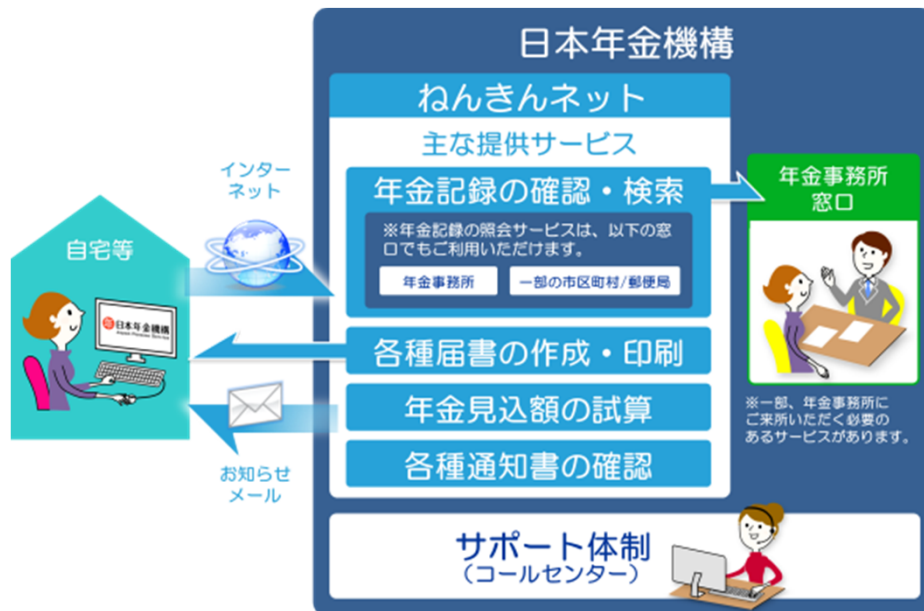 日本年金機構
ねんきんネット
主な提供サービス
年金記録の確認・検索
※年金記録の照会サービスは、以下の窓
口でもご利用いただけます。
年金事務所
一部の市区町村/郵便局
各種届書の作成・印刷
年金見込額の試算
各種通知書の確認
インター
ネット
自宅等
日本年金機構
お知らせ
メール
年金事務所
窓口
※一部、年金事務所に
ご来所いただく必要の
あるサービスがあります。
サポート体制
(コールセンター)